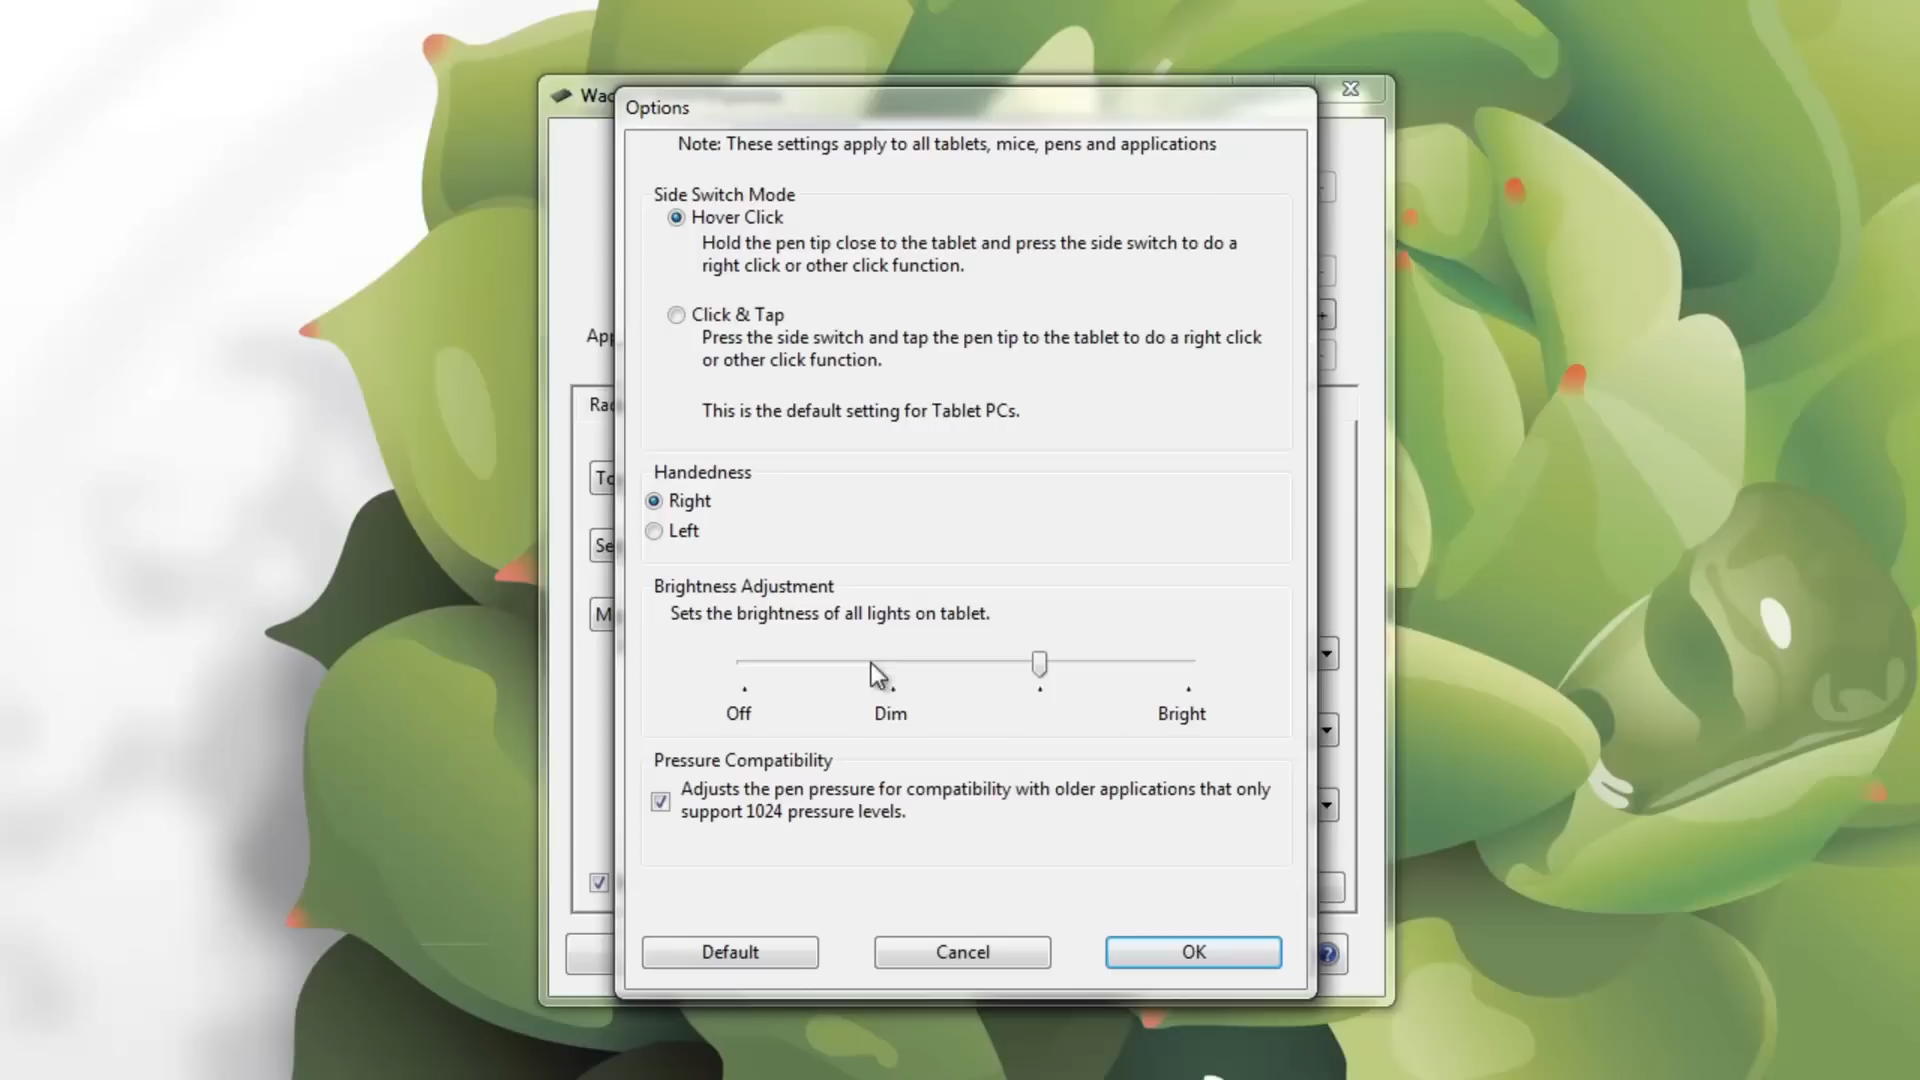 Wac
Options
Note: These settings apply to all tablets, mice, pens and applications
Side Switch Mode
Hover Click
Hold the pen tip close to the tablet and press the side switch to do a
right click or other click function.
Click & Tap
Press the side switch and tap the pen tip to the tablet to do a right click
or other click function.
This is the default setting for Tablet PCs.
App
Rad
Handedness
Right
Left
To
Se
M
Brightness Adjustment
Sets the brightness of all lights on tablet.
Off Dim Bright
Pressure Compatibility
Adjusts the pen pressure for compatibility with older applications that only
support 1024 pressure levels.
Default Cancel OK